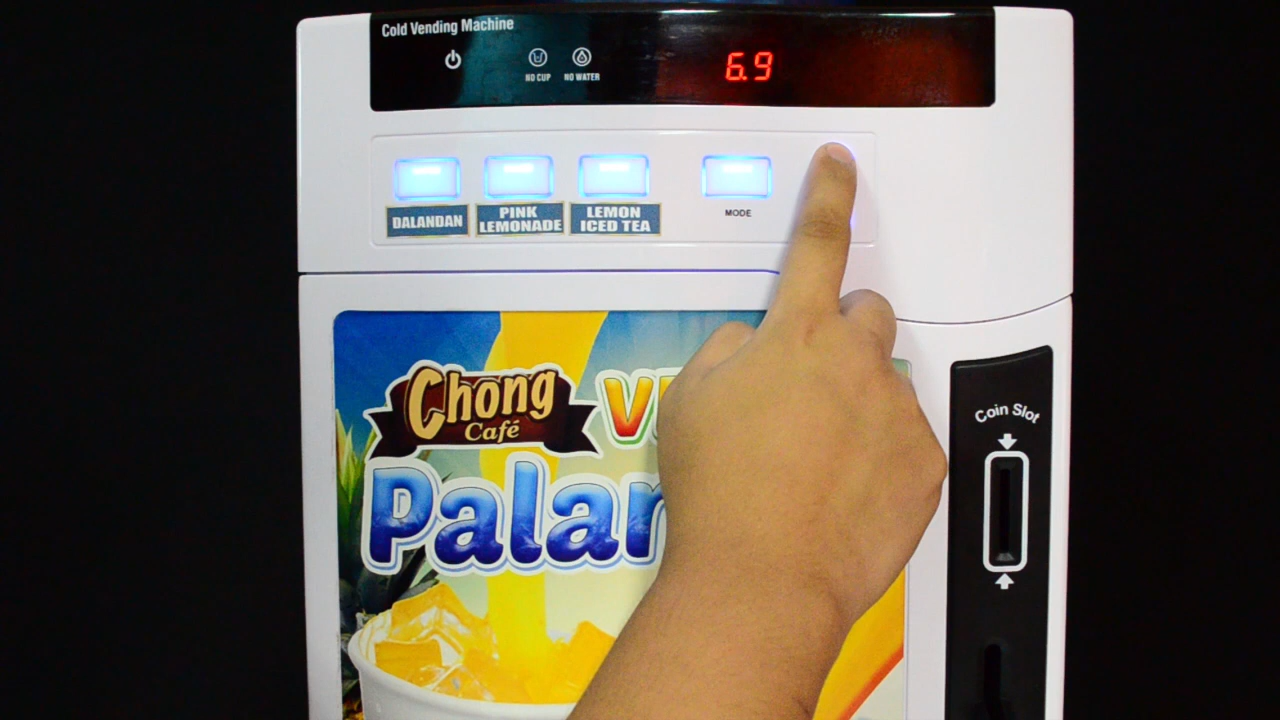 Cold Vending Machine
NO CUP
NO WATER
6.9
DALANDAN
PINK
LEMONADE
LEMON
ICED TEA
MODE
Chong
Café
Coin Slot